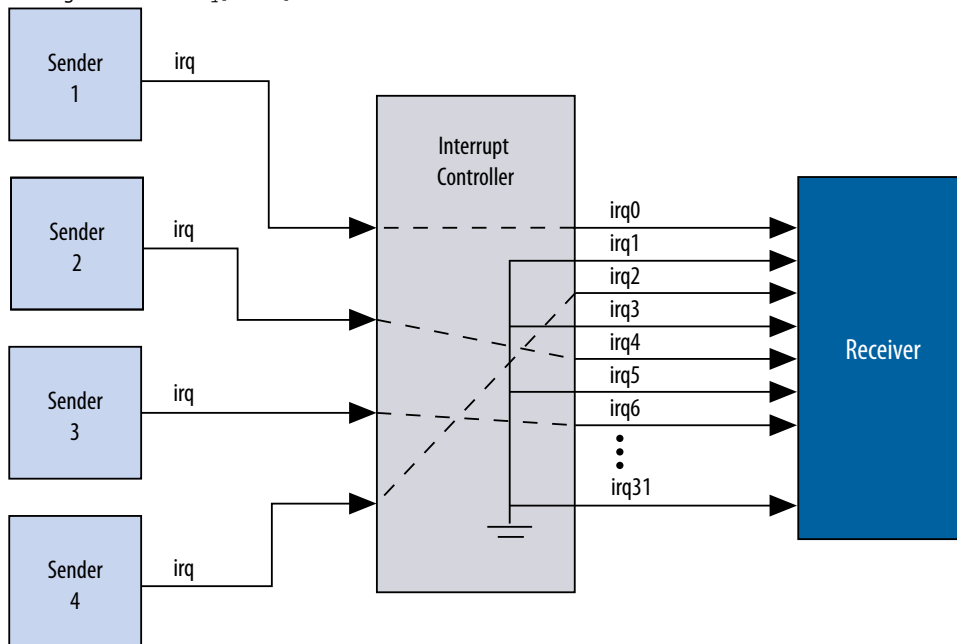 Sender
1
irq
Sender
2
irq
Sender
3
irq
Sender
4
irq
Interrupt
Controller
irq0
irq1
irq2
irq3
irq4
irq5
irq6
irq31
Receiver